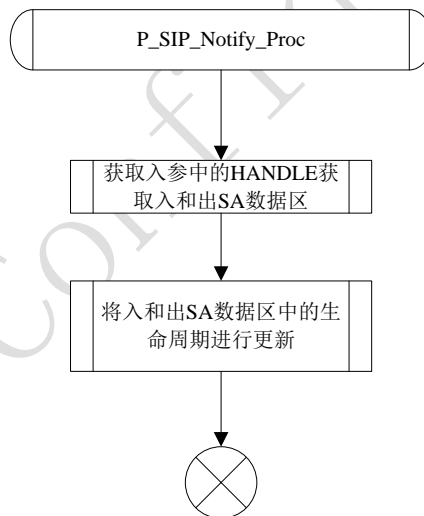 P_SIP_Notify_Proc
获取入参中的HANDLE获
取入和出SA数据区
将入和出SA数据区中的生
命周期进行更新